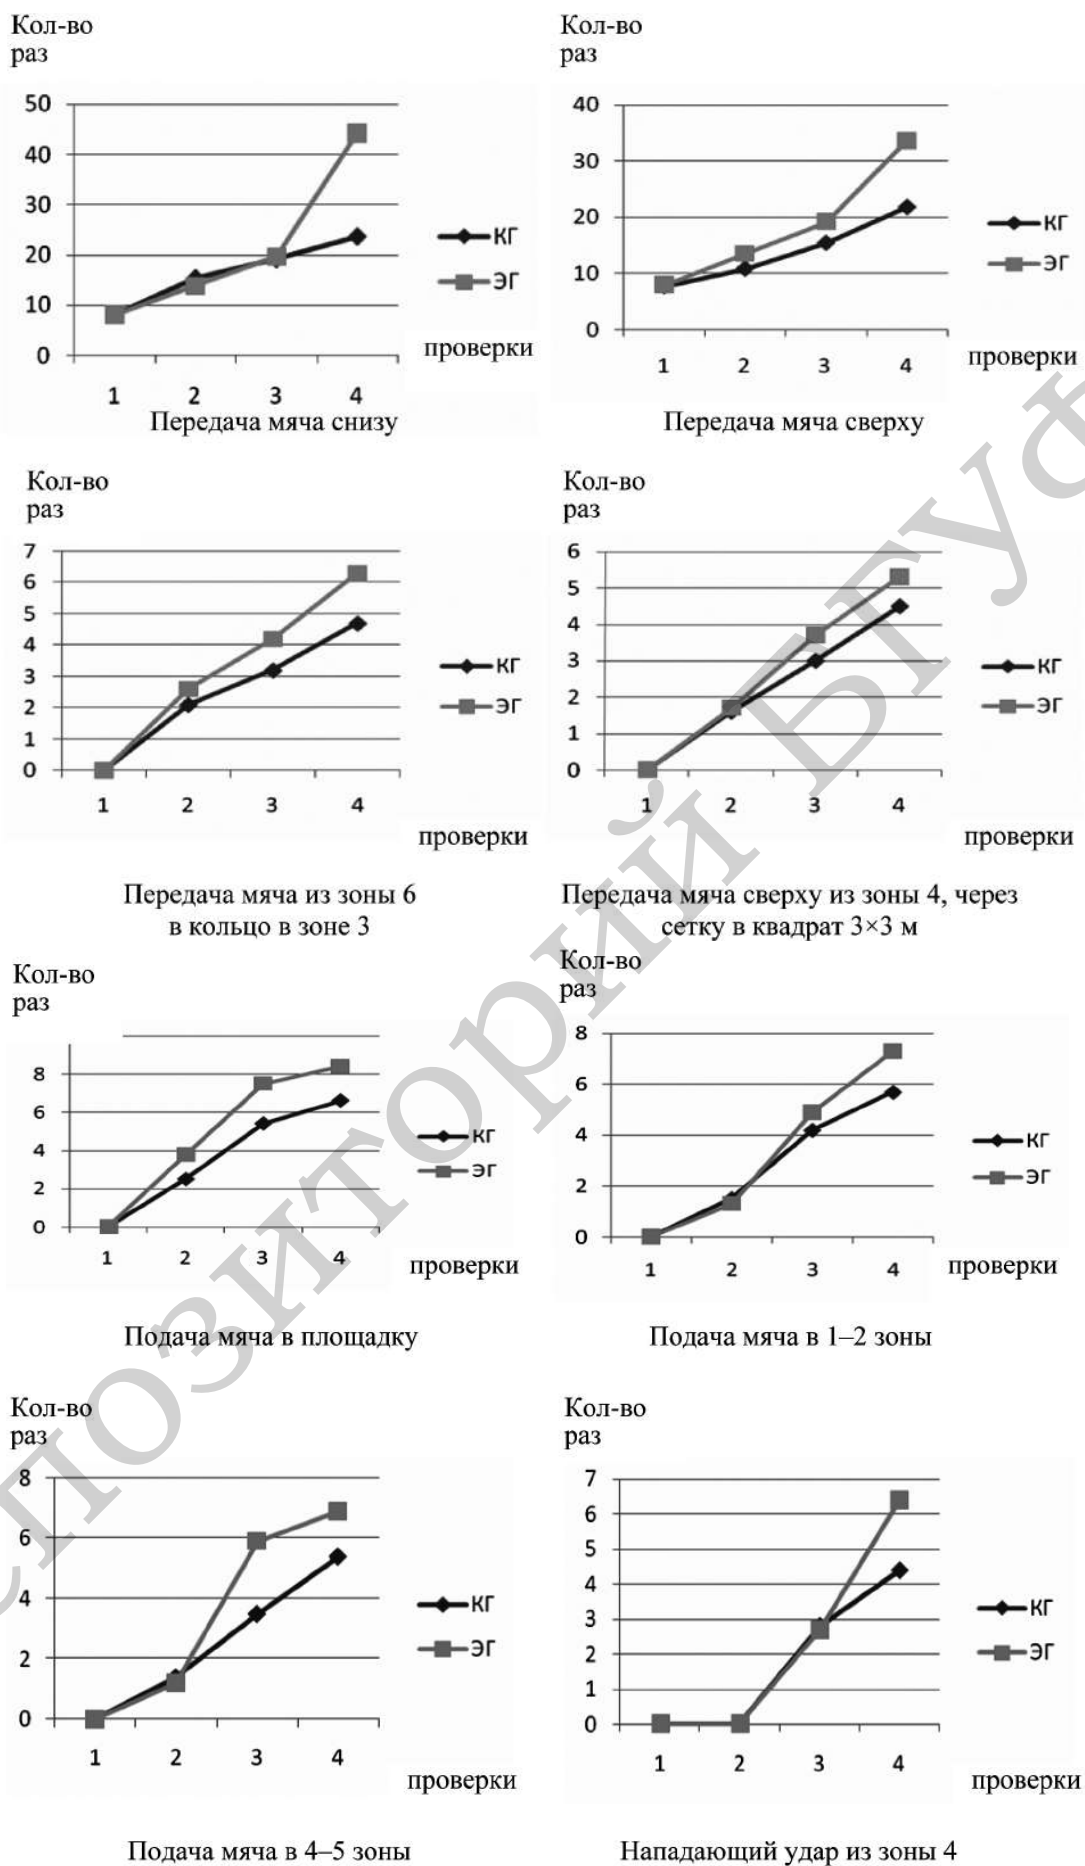 Кол-во
раз
50
40
30
20
10
0
1 2 3 4
КГ
ЭГ
проверки
Передача мяча снизу
Кол-во
раз
40
30
20
10
0
1 2 3 4
КГ
ЭГ
проверки
Передача мяча сверху
Кол-во
раз
7
6
5
4
3
2
1
0
1 2 3 4
КГ
ЭГ
проверки
Передача мяча из зоны 6
в кольцо в зоне 3
Кол-во
раз
6
5
4
3
2
1
0
1 2 3 4
КГ
ЭГ
проверки
Передача мяча сверху из зоны 4, через
сетку в квадрат 3×3 м
Кол-во
раз
8
6
4
2
0
1 2 3 4
КГ
ЭГ
проверки
Подача мяча в площадку
Кол-во
раз
8
6
4
2
0
1 2 3 4
КГ
ЭГ
проверки
Подача мяча в 1–2 зоны
Кол-во
раз
8
6
4
2
0
1 2 3 4
КГ
ЭГ
проверки
Подача мяча в 4–5 зоны
Кол-во
раз
7
6
5
4
3
2
1
0
1 2 3 4
КГ
ЭГ
проверки
Нападающий удар из зоны 4
спозиторий БГУФ